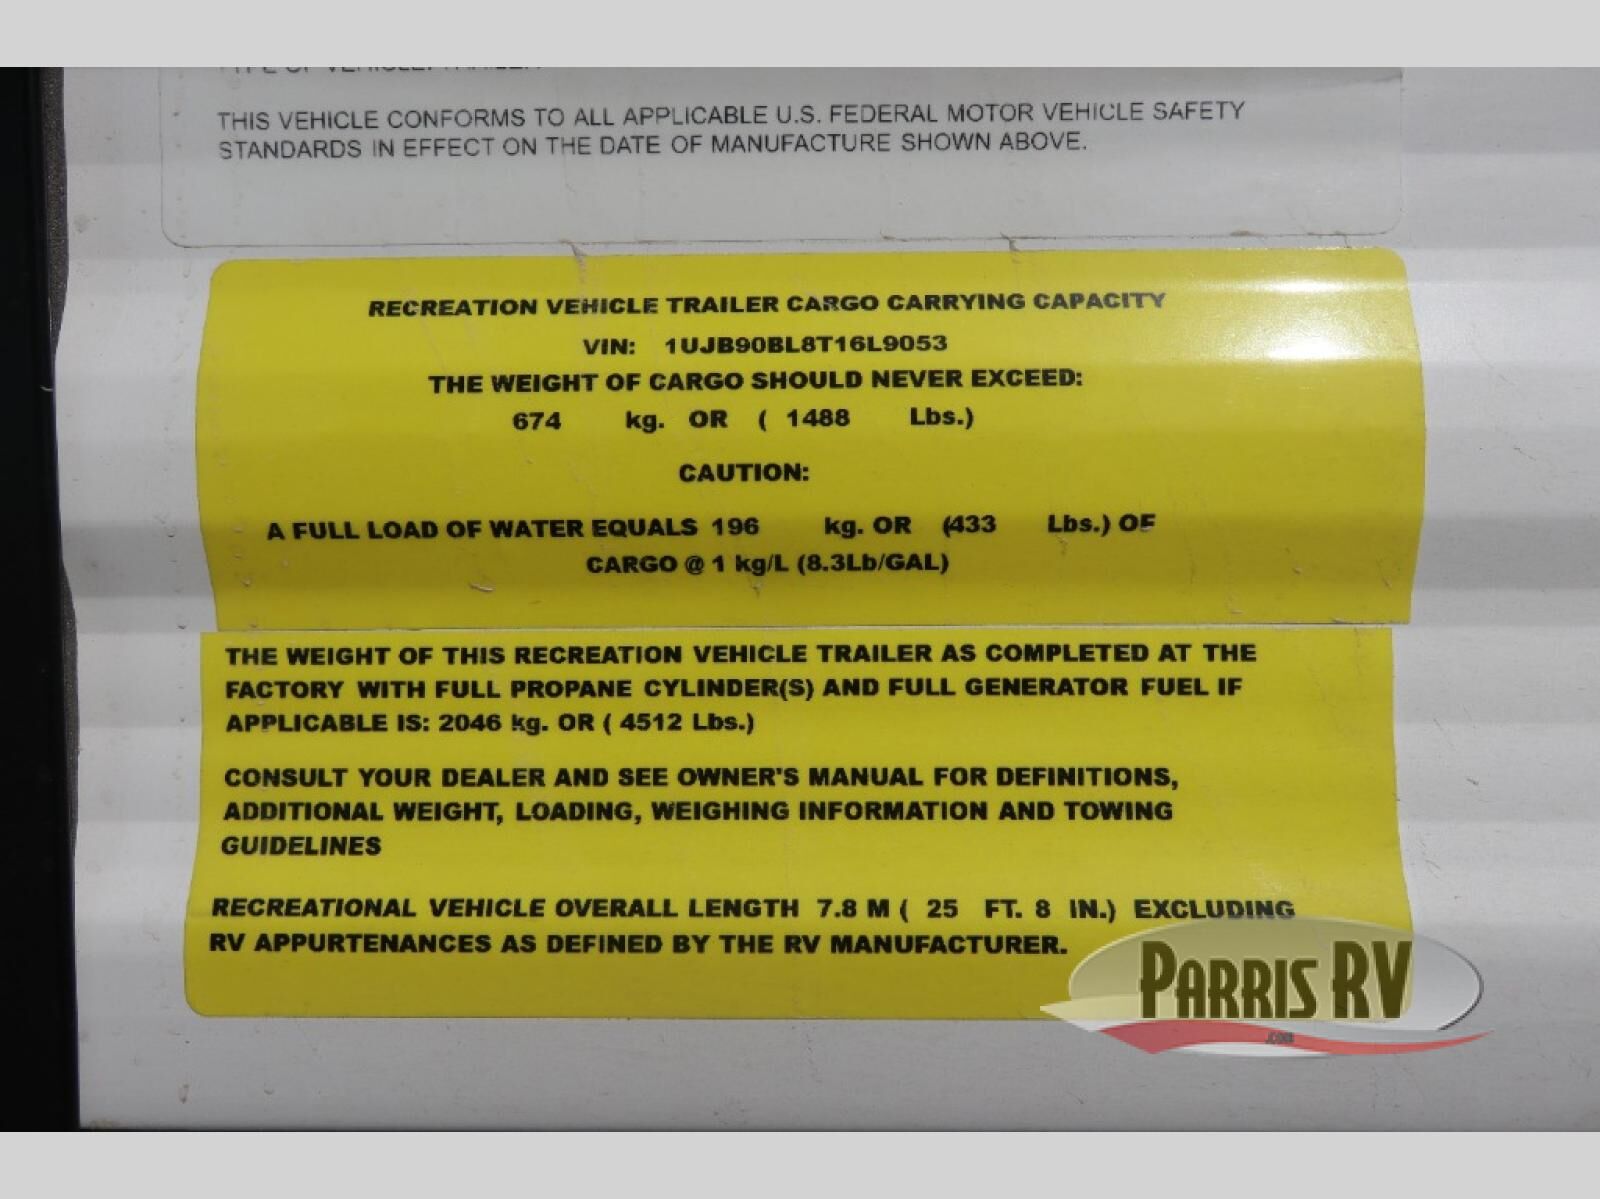 TYPE OF VEHICLE: TRAILER
THIS VEHICLE CONFORMS TO ALL APPLICABLE U.S. FEDERAL MOTOR VEHICLE SAFETY
STANDARDS IN EFFECT ON THE DATE OF MANUFACTURE SHOWN ABOVE.
RECREATION VEHICLE TRAILER CARGO CARRYING CAPACITY
VIN: 1UJB90BL8T16L9053
THE WEIGHT OF CARGO SHOULD NEVER EXCEED:
674 kg. OR ( 1488 Lbs.)
CAUTION:
A FULL LOAD OF WATER EQUALS 196 kg. OR (433 Lbs.) OF
CARGO @ 1 kg/L (8.3Lb/GAL)
THE WEIGHT OF THIS RECREATION VEHICLE TRAILER AS COMPLETED AT THE
FACTORY WITH FULL PROPANE CYLINDER(S) AND FULL GENERATOR FUEL IF
APPLICABLE IS: 2046 kg. OR ( 4512 Lbs.)
CONSULT YOUR DEALER AND SEE OWNER'S MANUAL FOR DEFINITIONS,
ADDITIONAL WEIGHT, LOADING, WEIGHING INFORMATION AND TOWING
GUIDELINES
RECREATIONAL VEHICLE OVERALL LENGTH 7.8 M ( 25 FT. 8 IN.) EXCLUDING
RV APPURTENANCES AS DEFINED BY THE RV MANUFACTURER.
PARRIS RV
.COM